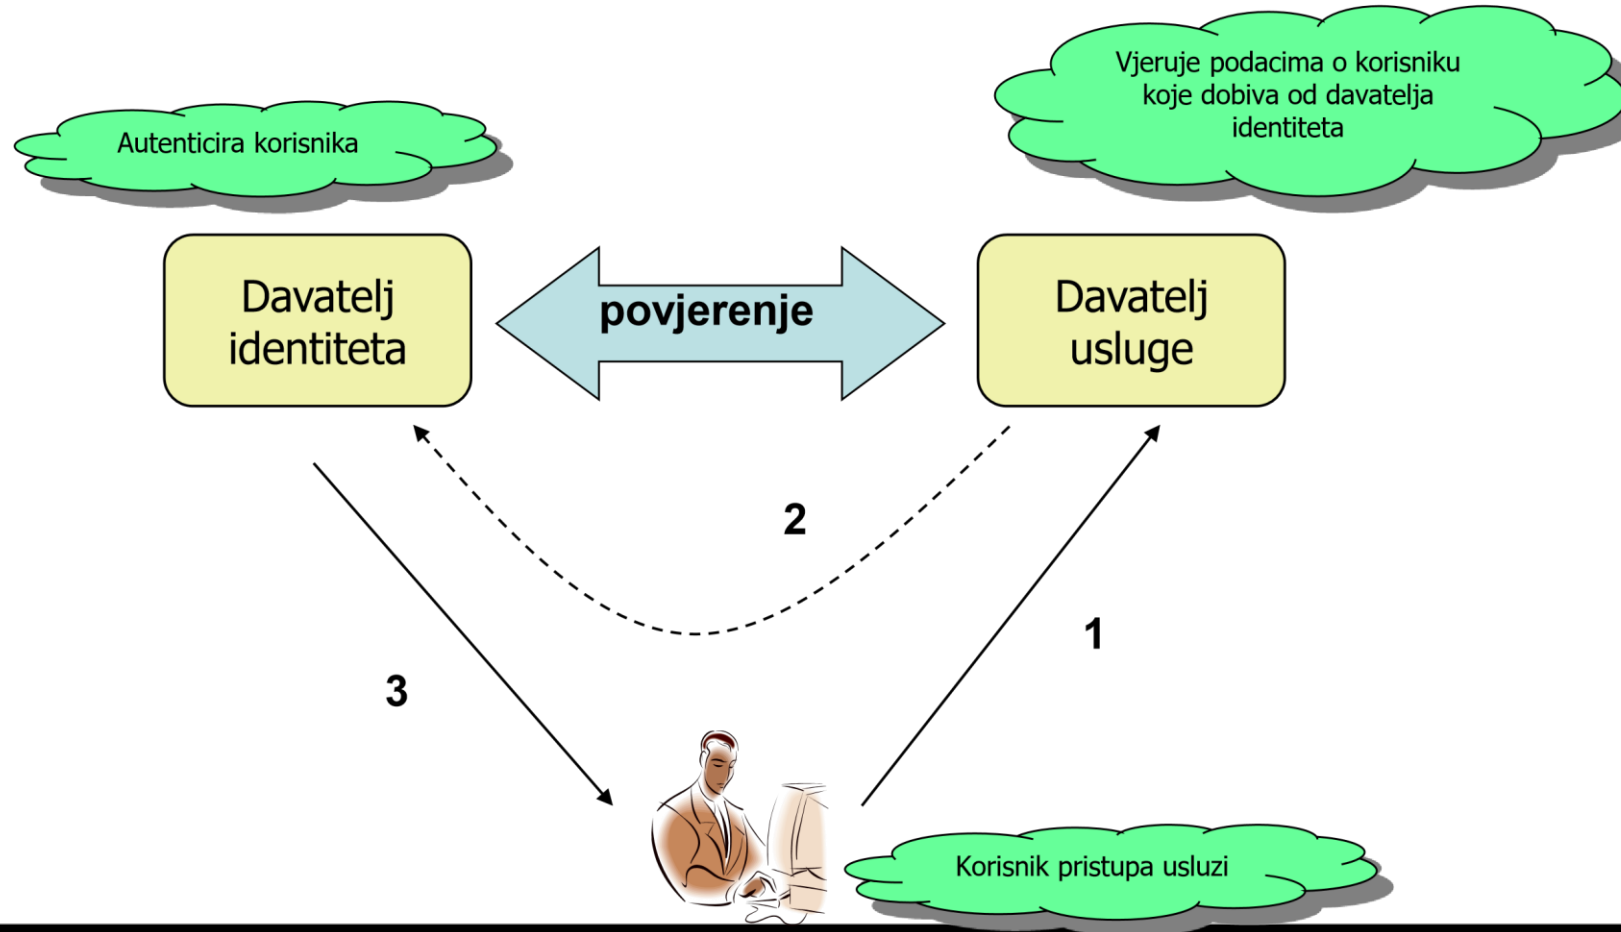 Vjeruje podacima o korisniku
koje dobiva od davatelja
identiteta
Autenticira korisnika
Davatelj
identiteta
povjerenje
Davatelj
usluge
2
1
3
Korisnik pristupa usluzi